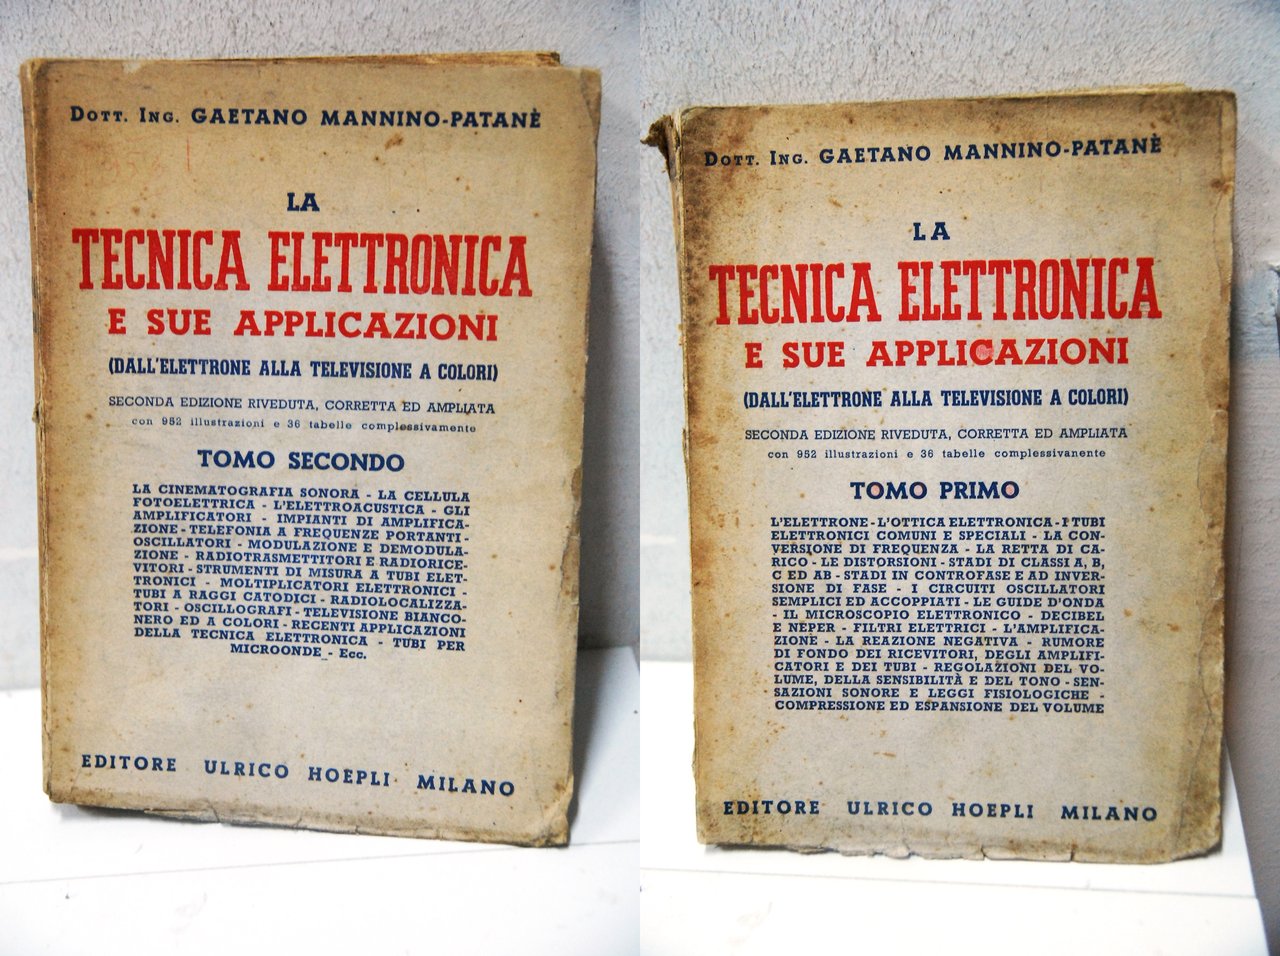 Dott. Ing. GAETANO MANNINO-PATANÈ
LA
TECNICA ELETTRONICA
E SUE APPLICAZIONI
(DALL'ELETTRONE ALLA TELEVISIONE A COLORI)
SECONDA EDIZIONE RIVEDUTA, CORRETTA ED AMPLIATA
con 952 illustrazioni e 36 tabelle complessivamente
TOMO SECONDO
LA CINEMATOGRAFIA SONORA - LA CELLULA
FOTOELETTRICA - L'ELETTROACUSTICA - GLI
AMPLIFICATORI - IMPIANTI DI AMPLIFICA-
ZIONE - TELEFONIA A FREQUENZE PORTANTI -
OSCILLATORI - MODULAZIONE E DEMODULA-
ZIONE - RADIOTRASMETTITORI E RADIORICE-
VITORI - STRUMENTI DI MISURA A TUBI ELET-
TRONICI - MOLTIPLICATORI ELETTRONICI -
TUBI A RAGGI CATODICI - RADIOLOCALIZZA-
TORI - OSCILLOGRAFI - TELEVISIONE BIANCO-
NERO ED A COLORI - RECENTI APPLICAZIONI
DELLA TECNICA ELETTRONICA - TUBI PER
MICROONDE - Ecc.
EDITORE ULRICO HOEPLI MILANO
Dott. Ing. GAETANO MANNINO-PATANÈ
LA
TECNICA ELETTRONICA
E SUE APPLICAZIONI
(DALL'ELETTRONE ALLA TELEVISIONE A COLORI)
SECONDA EDIZIONE RIVEDUTA, CORRETTA ED AMPLIATA
con 952 illustrazioni e 36 tabelle complessivanente
TOMO PRIMO
L'ELETTRONE - L'OTTICA ELETTRONICA - I TUBI
ELETTRONICI COMUNI E SPECIALI - LA CON-
VERSIONE DI FREQUENZA - LA RETTA DI CA-
RICO - LE DISTORSIONI - STADI DI CLASSI A, B,
C ED AB - STADI IN CONTROFASE E AD INVER-
SIONE DI FASE - I CIRCUITI OSCILLATORI
SEMPLICI ED ACCOPPIATI - LE GUIDE D'ONDA
- IL MICROSCOPIO ELETTRONICO - DECIBEL
E NEPER - FILTRI ELETTRICI - L'AMPLIFICA-
ZIONE - LA REAZIONE NEGATIVA - RUMORE
DI FONDO DEI RICEVITORI, DEGLI AMPLIFI-
CATORI E DEI TUBI - REGOLAZIONI DEL VO-
LUME, DELLA SENSIBILITÀ E DEL TONO - SEN-
SAZIONI SONORE E LEGGI FISIOLOGICHE -
COMPRESSIONE ED ESPANSIONE DEL VOLUME
EDITORE ULRICO HOEPLI MILANO